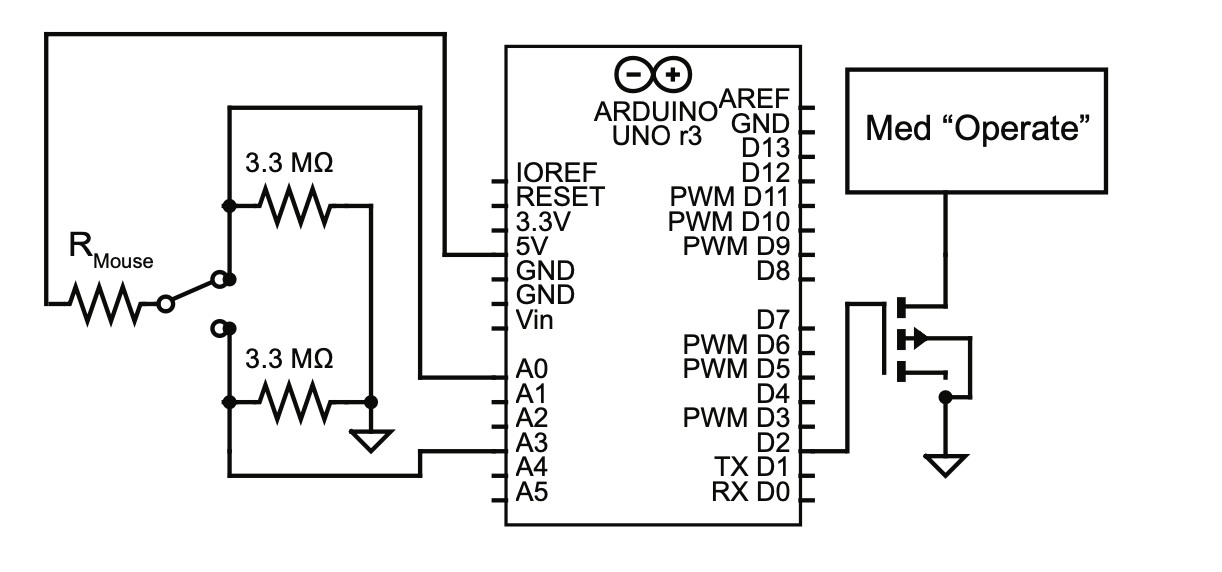 3.3 MΩ
R Mouse
3.3 MΩ
ARDUINO
UNO r3
IOREF
RESET
3.3V
5V
GND
GND
Vin
A0
A1
A2
A3
A4
A5
AREF
GND
D13
D12
PWM D11
PWM D10
PWM D9
D8
D7
PWM D6
PWM D5
D4
PWM D3
D2
TX D1
RX D0
Med “Operate”